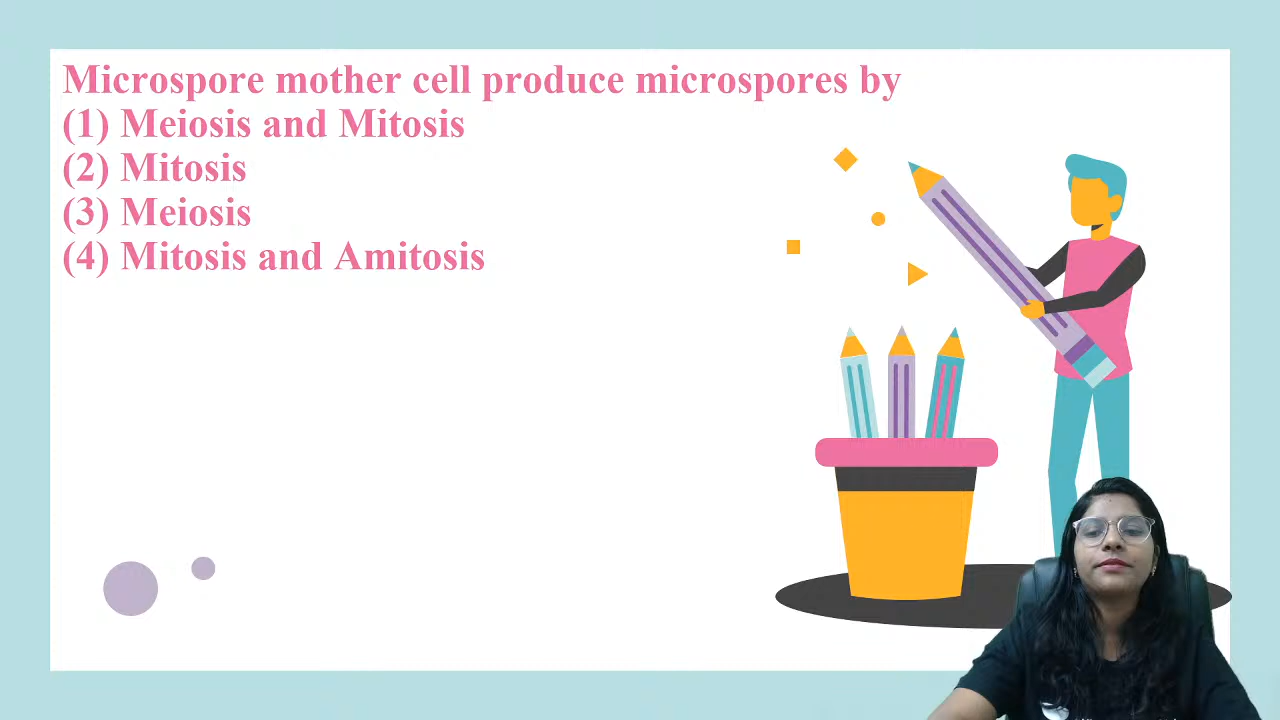 Microspore mother cell produce microspores by
(1) Meiosis and Mitosis
(2) Mitosis
(3) Meiosis
(4) Mitosis and Amitosis